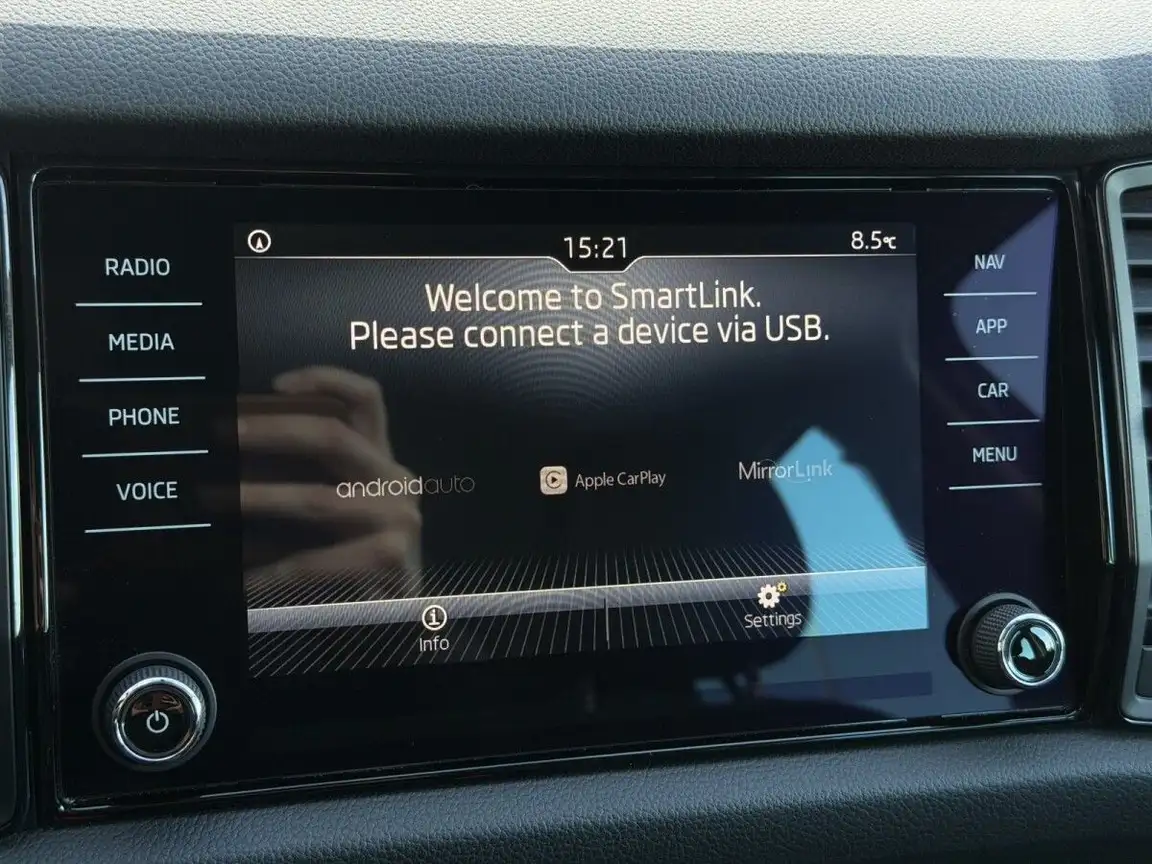 RADIO
MEDIA
PHONE
VOICE
15:21
8.5°C
Welcome to SmartLink.
Please connect a device via USB.
androidauto
Apple CarPlay
MirrorLink
Info
Settings
NAV
APP
CAR
MENU